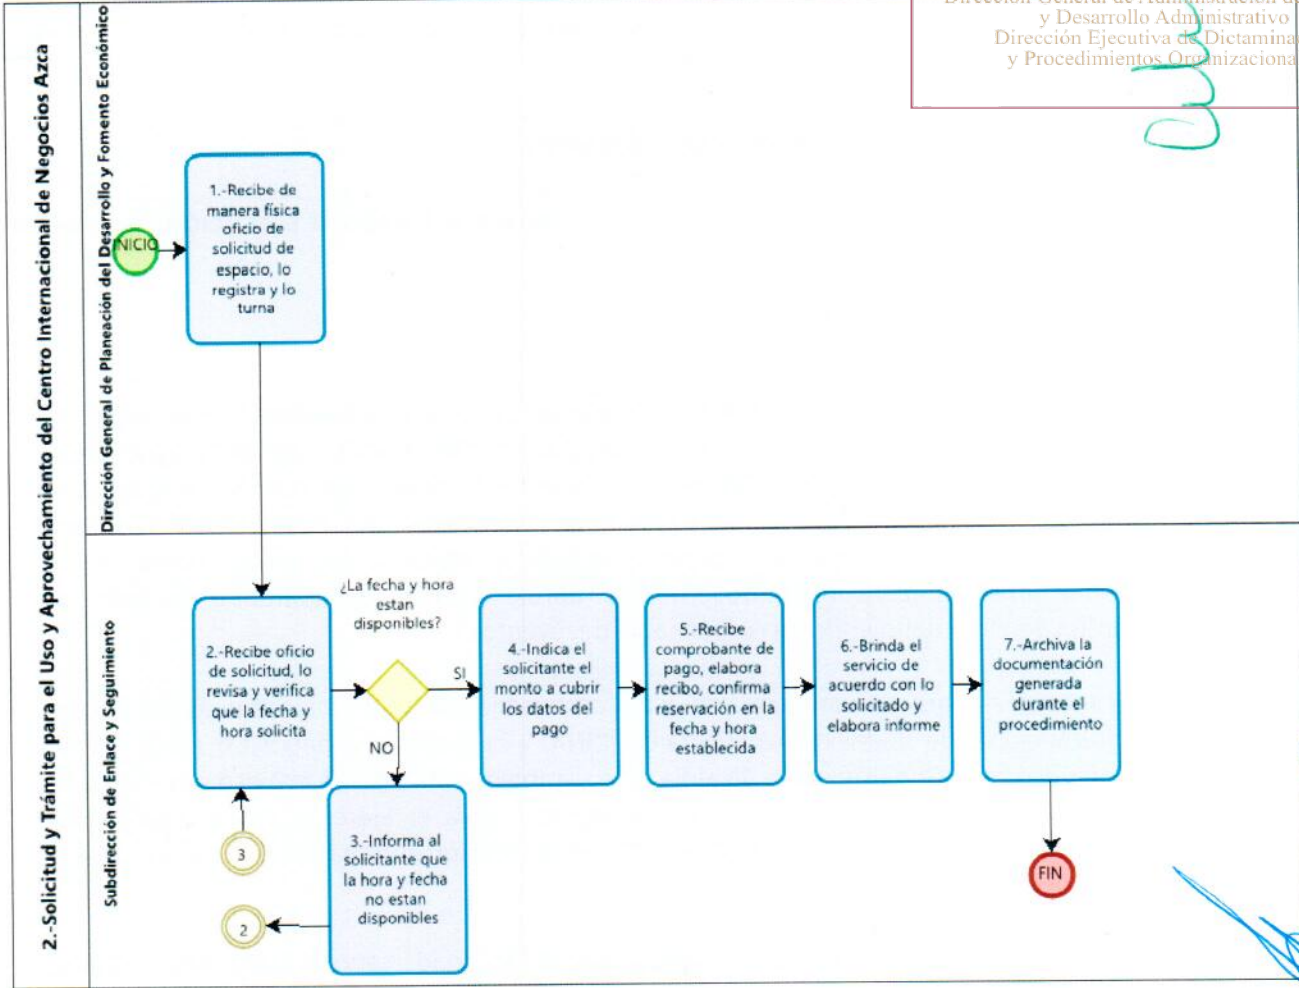 Dirección General de Administración de
y Desarrollo Administrativo
Dirección Ejecutiva de
y Procedimientos
2.-Solicitud y Trámite para el Uso y Aprovechamiento del Centro Internacional de Negocios Azca
Dirección General de Planeación del Desarrollo y Fomento Económico
INICIO
1.-Recibe de
manera física
oficio de
solicitud de
espacio, lo
registra y lo
turna
Subdirección de Enlace y Seguimiento
2.-Recibe oficio
de solicitud, lo
revisa y verifica
que la fecha y
hora solicita
¿La fecha y hora
estan
disponibles?
SI
NO
3.-Informa al
solicitante que
la hora y fecha
no estan
disponibles
3
2
4.-Indica el
solicitante el
monto a cubrir
los datos del
pago
5.-Recibe
comprobante de
pago, elabora
recibo, confirma
reservación en la
fecha y hora
establecida
6.-Brinda el
servicio de
acuerdo con lo
solicitado y
elabora informe
7.-Archiva la
documentación
generada
durante el
procedimiento
FIN